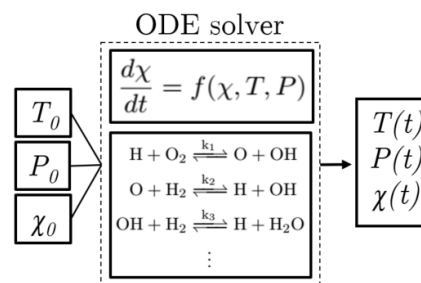 ODE solver
T₀
P₀
χ₀
dχ/dt = f(χ, T, P)
H + O₂ ⇌ O + OH k₁
O + H₂ ⇌ H + OH k₂
OH + H₂ ⇌ H + H₂O k₃
⋮
T(t)
P(t)
χ(t)